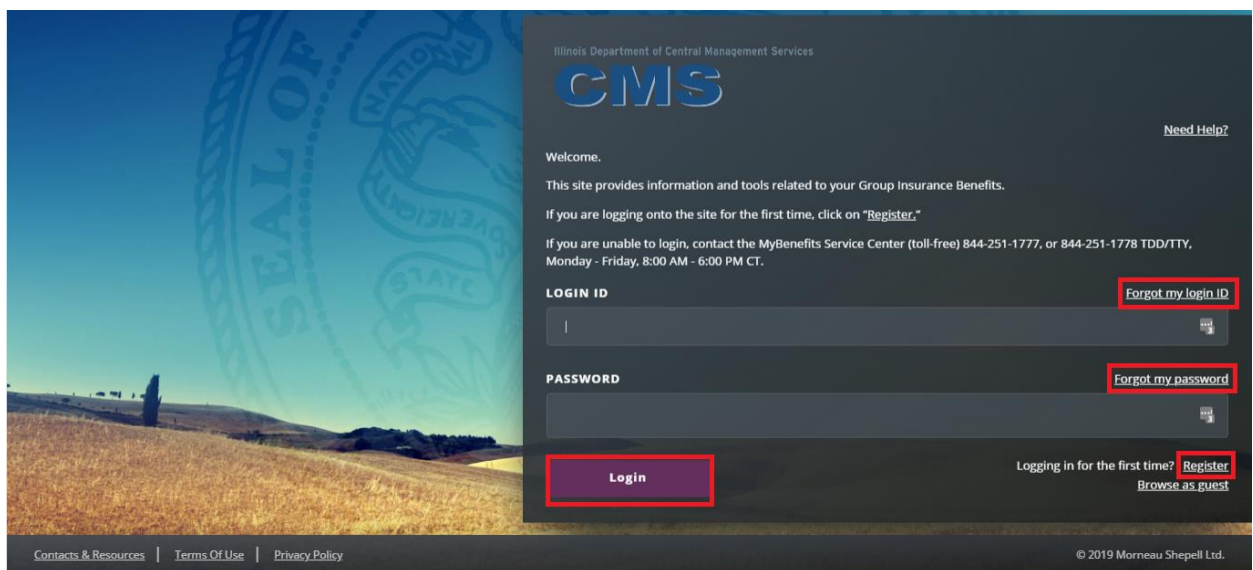 SEAL OF
NATIONAL
SOVEREIGNTY
STATE
Illinois Department of Central Management Services
CMS
Need Help?
Welcome.
This site provides information and tools related to your Group Insurance Benefits.
If you are logging onto the site for the first time, click on "Register."
If you are unable to login, contact the MyBenefits Service Center (toll-free) 844-251-1777, or 844-251-1778 TDD/TTY,
Monday - Friday, 8:00 AM - 6:00 PM CT.
LOGIN ID
Forgot my login ID
PASSWORD
Forgot my password
Login
Logging in for the first time? Register
Browse as guest
Contacts & Resources | Terms Of Use | Privacy Policy
© 2019 Morneau Shepell Ltd.